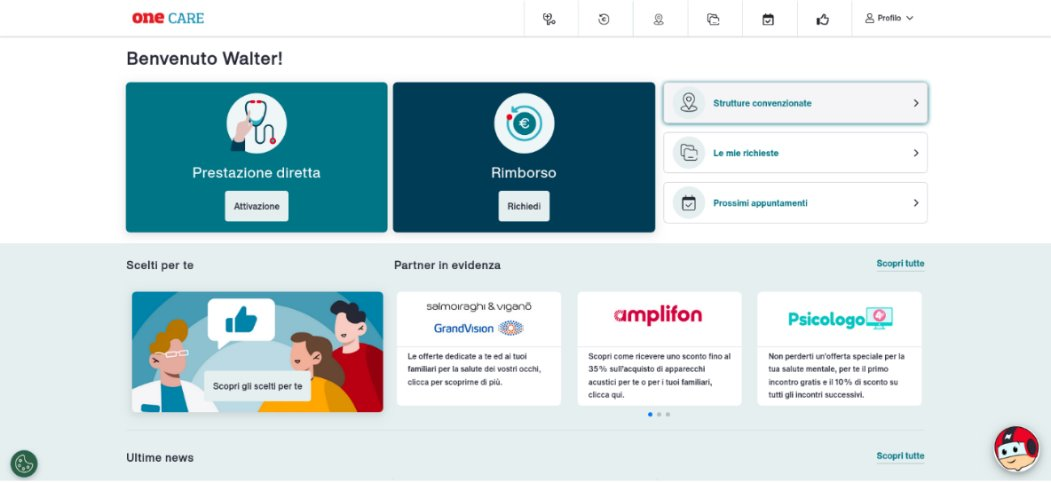 one CARE
Profilo
Benvenuto Walter!
Prestazione diretta
Attivazione
Rimborso
Richiedi
Strutture convenzionate
Le mie richieste
Prossimi appuntamenti
Scelti per te
Scopri gli scelti per te
Partner in evidenza
Scopri tutte
salmoiraghi & viganò
GrandVision
Le offerte dedicate a te ed ai tuoi
familiari per la salute dei vostri occhi,
clicca per scoprirne di più.
amplifon
Scopri come ricevere uno sconto fino al
35% sull'acquisto di apparecchi
acustici per te o per i tuoi familiari,
clicca qui.
Psicologo
Non perderti un'offerta speciale per la
tua salute mentale, per te il primo
incontro gratis e il 10% di sconto su
tutti gli incontri successivi.
Ultime news
Scopri tutte